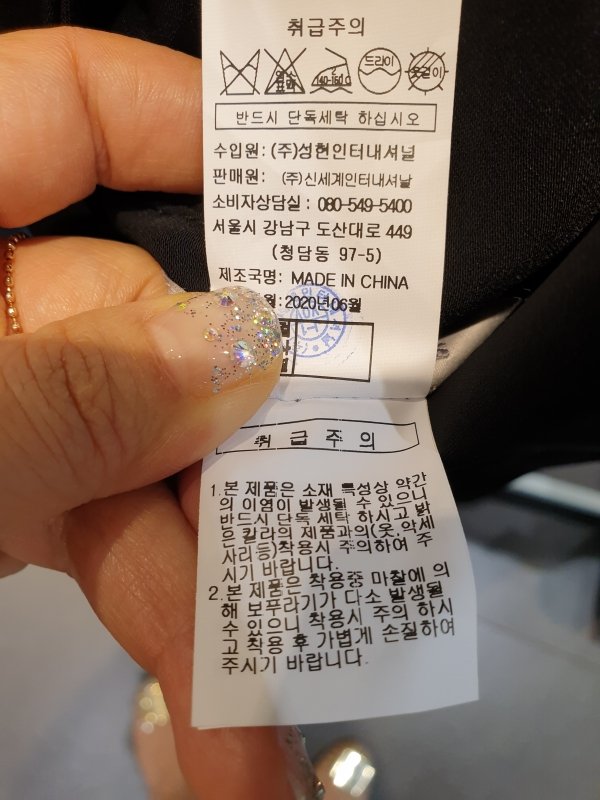 취급주의
염소
표백
140-160℃
드라이
옷걸이
반드시 단독세탁 하십시오
수입원: (주)성현인터내셔널
판매원: (주)신세계인터내셔날
소비자상담실 : 080-549-5400
서울시 강남구 도산대로 449
(청담동 97-5)
제조국명: MADE IN CHINA
월: 2020년06월
취 급 주 의
1.본 제품은 소재 특성상 약간
의 이염이 발생될 수 있으니
반드시 단독 세탁 하시고 밝
은 칼라의 제품과의(옷,악세
사리등)착용시 주의하여 주
시기 바랍니다.
2.본 제품은 착용중 마찰에 의
해 보푸라기가 다소 발생될
수 있으니 착용시 주의 하시
고 착용 후 가볍게 손질하여
주시기 바랍니다.